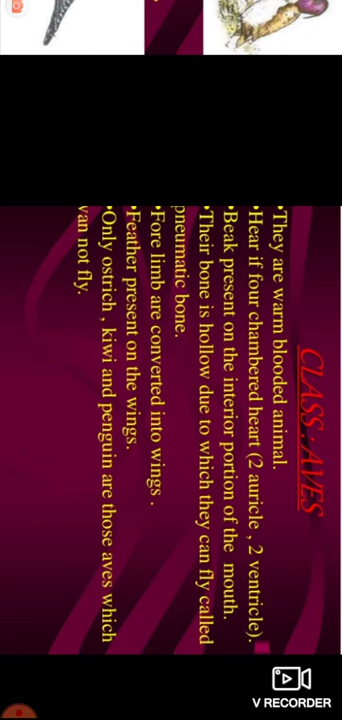 CLASS : AVES
•They are warm blooded animal.
•Hear if four chambered heart (2 auricle , 2 ventricle).
•Beak present on the interior portion of the mouth.
•Their bone is hollow due to which they can fly called
pneumatic bone.
•Fore limb are converted into wings .
•Feather present on the wings.
•Only ostrich , kiwi and penguin are those aves which
van not fly.
V RECORDER